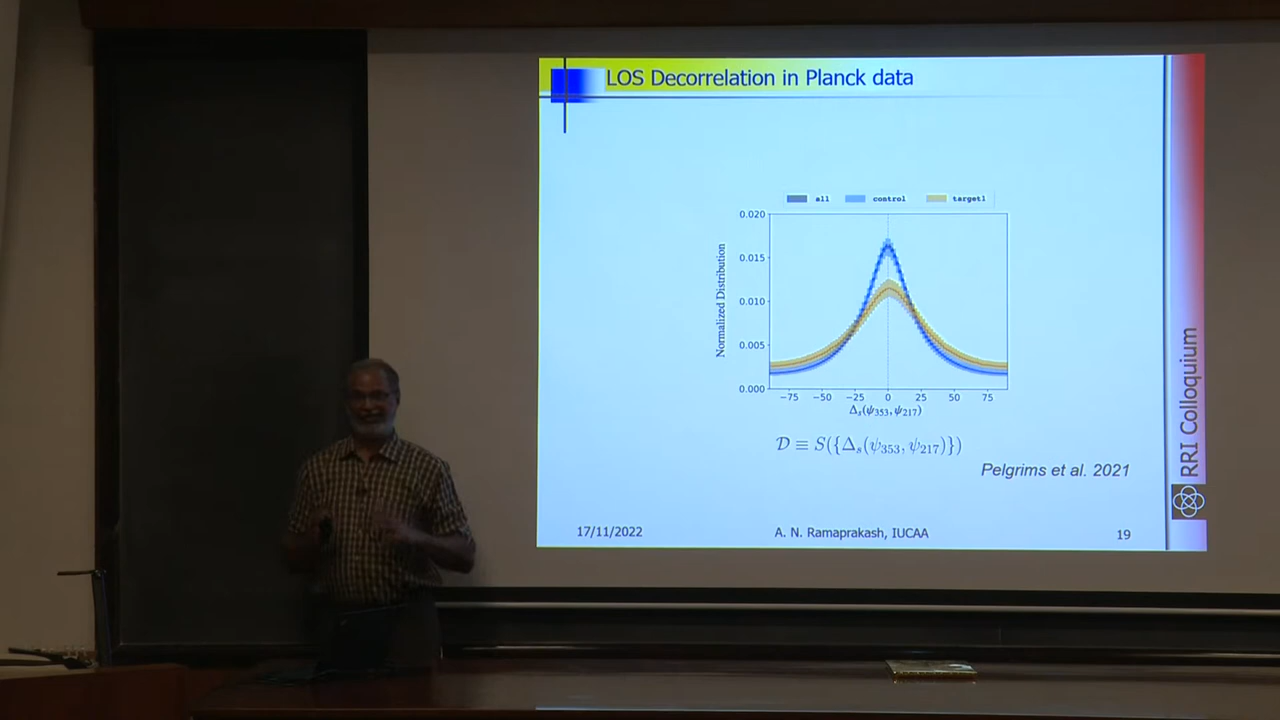 LOS Decorrelation in Planck data
all control target1
0.020
0.015
0.010
0.005
0.000
Normalized Distribution
−75 −50 −25 0 25 50 75
Δₛ(ψ₃₅₃, ψ₂₁₇)
𝒟 ≡ S({Δₛ(ψ₃₅₃, ψ₂₁₇)})
Pelgrims et al. 2021
RRI Colloquium
17/11/2022 A. N. Ramaprakash, IUCAA 19